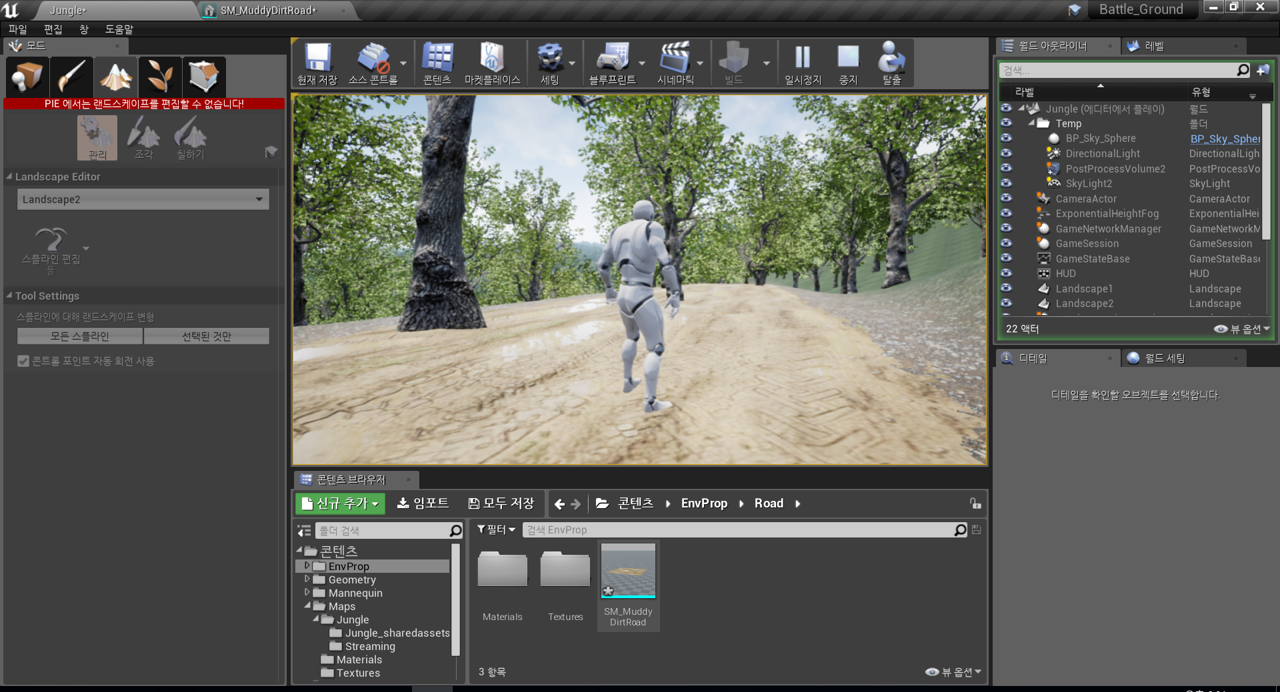 Jungle*
SM_MuddyDirtRoad*
Battle_Ground
파일 편집 창 도움말
모드
PIE 에서는 랜드스케이프를 편집할 수 없습니다!
관리 조각 칠하기
Landscape Editor
Landscape2
스플라인 편집
툴
Tool Settings
스플라인에 대해 랜드스케이프 변형
모든 스플라인 선택된 것만
콘트롤 포인트 자동 회전 사용
현재 저장 소스 콘트롤 콘텐츠 마켓플레이스 세팅 블루프린트 시네마틱 빌드 일시정지 중지 탈출
콘텐츠 브라우저
신규 추가 임포트 모두 저장 콘텐츠 EnvProp Road
폴더 검색
필터 검색 EnvProp
콘텐츠
EnvProp
Geometry
Mannequin
Maps
Jungle
Jungle_sharedassets
Streaming
Materials
Textures
Materials
Textures
SM_Muddy
DirtRoad
3 항목
뷰 옵션
월드 아웃라이너 레벨
검색...
라벨 유형
Jungle (에디터에서 플레이) 월드
Temp 폴더
BP_Sky_Sphere BP_Sky_Sphe
DirectionalLight DirectionalLigh
PostProcessVolume2 PostProcessVo
SkyLight2 SkyLight
CameraActor CameraActor
ExponentialHeightFog ExponentialHei
GameNetworkManager GameNetworkM
GameSession GameSession
GameStateBase GameStateBas
HUD HUD
Landscape1 Landscape
Landscape2 Landscape
22 액터
뷰 옵션
디테일 월드 세팅
디테일을 확인할 오브젝트를 선택합니다.